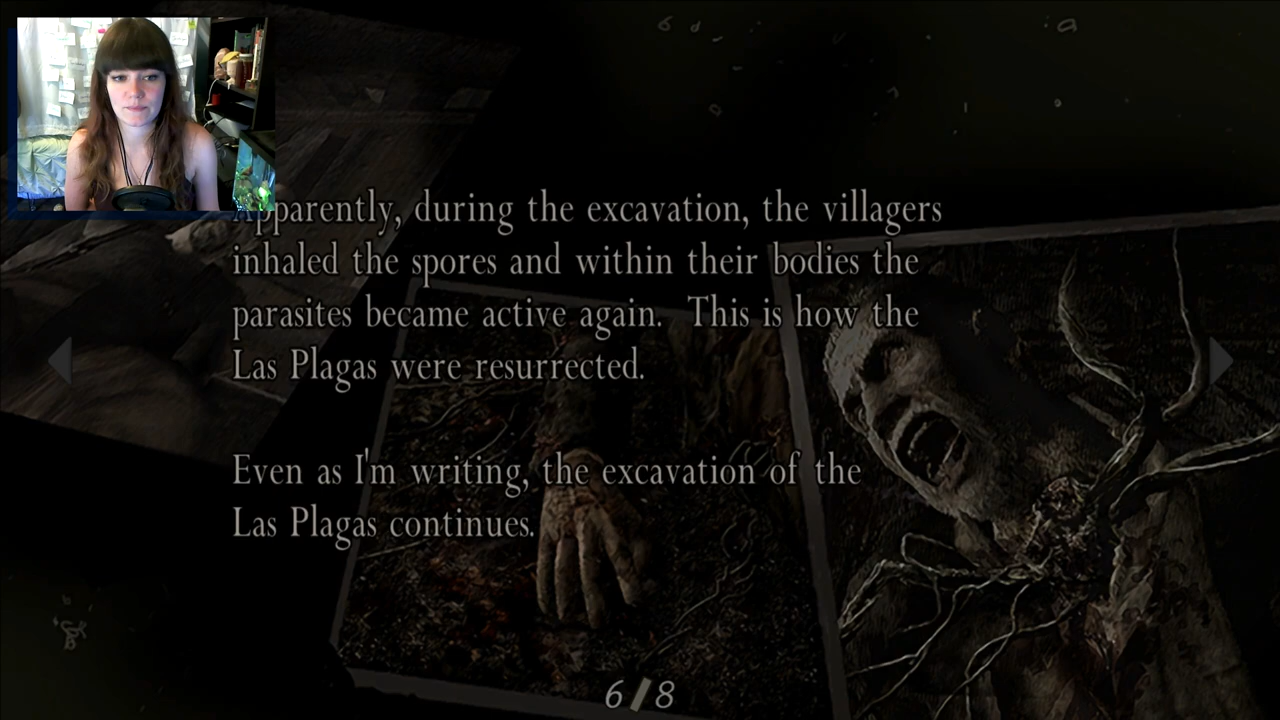 Apparently, during the excavation, the villagers
inhaled the spores and within their bodies the
parasites became active again. This is how the
Las Plagas were resurrected.
Even as I'm writing, the excavation of the
Las Plagas continues.
6/8